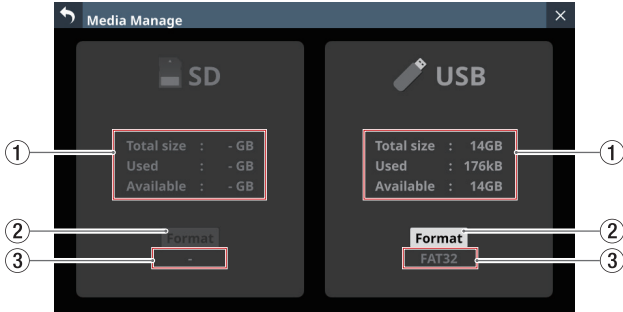 Media Manage
SD
Total size : - GB
Used : - GB
Available : - GB
Format
-
USB
Total size : 14GB
Used : 176kB
Available : 14GB
Format
FAT32
1
2
3
1
2
3